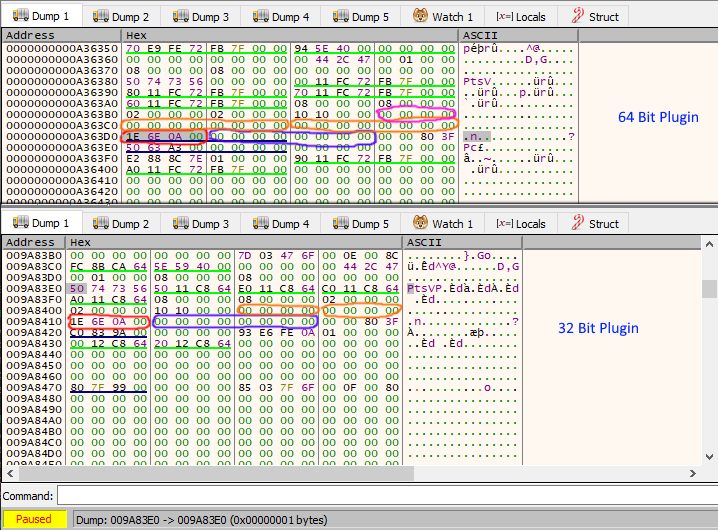 Dump 1 Dump 2 Dump 3 Dump 4 Dump 5 Watch 1 [x=] Locals Struct
Address Hex ASCII
0000000000A36350 70 E9 FE 72 FB 7F 00 00 94 5E 40 00 00 00 00 00 péþrû....^@.....
0000000000A36360 00 00 00 00 00 00 00 00 00 44 2C 47 00 01 00 00 .........D,G....
0000000000A36370 08 00 00 00 08 00 00 00 00 00 00 00 00 00 00 00 ................
0000000000A36380 50 74 73 56 00 00 00 00 11 FC 72 FB 7F 00 00 PtsV.....ürû...
0000000000A36390 80 11 FC 72 FB 7F 00 00 70 11 FC 72 FB 7F 00 00 ..ürû...p.ürû...
0000000000A363A0 60 11 FC 72 FB 7F 00 00 08 00 00 00 08 00 00 00 `.ürû...........
0000000000A363B0 02 00 00 00 02 00 00 00 10 10 00 00 00 00 00 00 ................
0000000000A363C0 00 00 00 00 00 00 00 00 00 00 00 00 00 00 00 00 ................
0000000000A363D0 1E 6E 0A 00 00 00 00 00 00 00 00 00 00 00 80 3F .n.............?
0000000000A363E0 50 63 A3 00 00 00 00 00 00 00 00 00 00 00 00 00 Pc£.............
0000000000A363F0 E2 88 8C 7E 01 00 00 00 90 11 FC 72 FB 7F 00 00 â..~......ürû...
0000000000A36400 A0 11 FC 72 FB 7F 00 00 00 00 00 00 00 00 00 00 .ürû...........
0000000000A36410 00 00 00 00 00 00 00 00 00 00 00 00 00 00 00 00 ................
0000000000A36420 00 00 00 00 00 00 00 00 00 00 00 00 00 00 00 00 ................
64 Bit Plugin
Dump 1 Dump 2 Dump 3 Dump 4 Dump 5 Watch 1 [x=] Locals Struct
Address Hex ASCII
009A83B0 00 00 00 00 00 00 00 00 7D 03 47 6F 00 0E 00 8C ........}.Go....
009A83C0 FC 8B CA 64 5E 59 40 00 00 00 00 00 00 44 2C 47 ü.Êd^Y@......D,G
009A83D0 00 01 00 00 08 00 00 00 08 00 00 00 00 00 00 00 ................
009A83E0 50 74 73 56 50 11 C8 64 E0 11 C8 64 C0 11 C8 64 PtsVP.Èdà.ÈdÀ.Èd
009A83F0 A0 11 C8 64 08 00 00 00 08 00 00 00 02 00 00 00 .Èd............
009A8400 02 00 00 00 10 10 00 00 00 00 00 00 00 00 00 00 ................
009A8410 1E 6E 0A 00 00 00 00 00 00 00 00 00 00 00 80 3F .n.............?
009A8420 C0 83 9A 00 00 00 00 00 93 E6 FE 0A 01 00 00 00 À........æþ.....
009A8430 00 12 C8 64 20 12 C8 64 00 00 00 00 00 00 00 00 ..Èd .Èd........
009A8440 00 00 00 00 00 00 00 00 00 00 00 00 00 00 00 00 ................
009A8450 00 00 00 00 00 00 00 00 00 00 00 00 00 00 00 00 ................
009A8460 00 00 00 00 00 00 00 00 00 00 00 00 00 00 00 00 ................
009A8470 80 7F 99 00 00 00 00 00 85 03 7F 6F 00 0F 00 80 ...........o....
009A8480 00 00 00 00 00 00 00 00 00 00 00 00 00 00 00 00 ................
009A8490 00 00 00 00 00 00 00 00 00 00 00 00 00 00 00 00 ................
009A84A0 00 00 00 00 00 00 00 00 00 00 00 00 00 00 00 00 ................
009A84B0 00 00 00 00 00 00 00 00 00 00 00 00 00 00 00 00 ................
009A84C0 00 00 00 00 00 00 00 00 00 00 00 00 00 00 00 00 ................
009A84D0 00 00 00 00 00 00 00 00 00 00 00 00 00 00 00 00 ................
32 Bit Plugin
Command:
Paused Dump: 009A83E0 -> 009A83E0 (0x00000001 bytes)